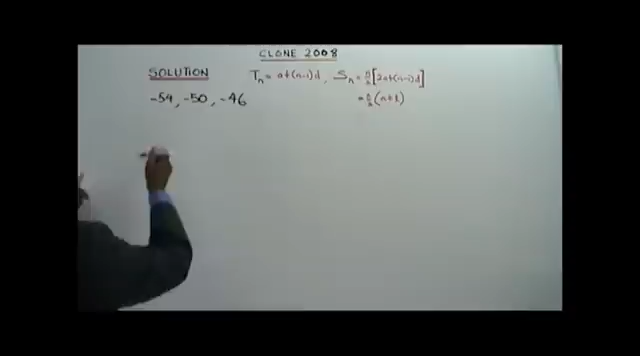 CLONE 2008
SOLUTION Tn = a+(n-1)d, Sn = n/2[2a+(n-1)d]
-54, -50, -46 = n/2(a+l)